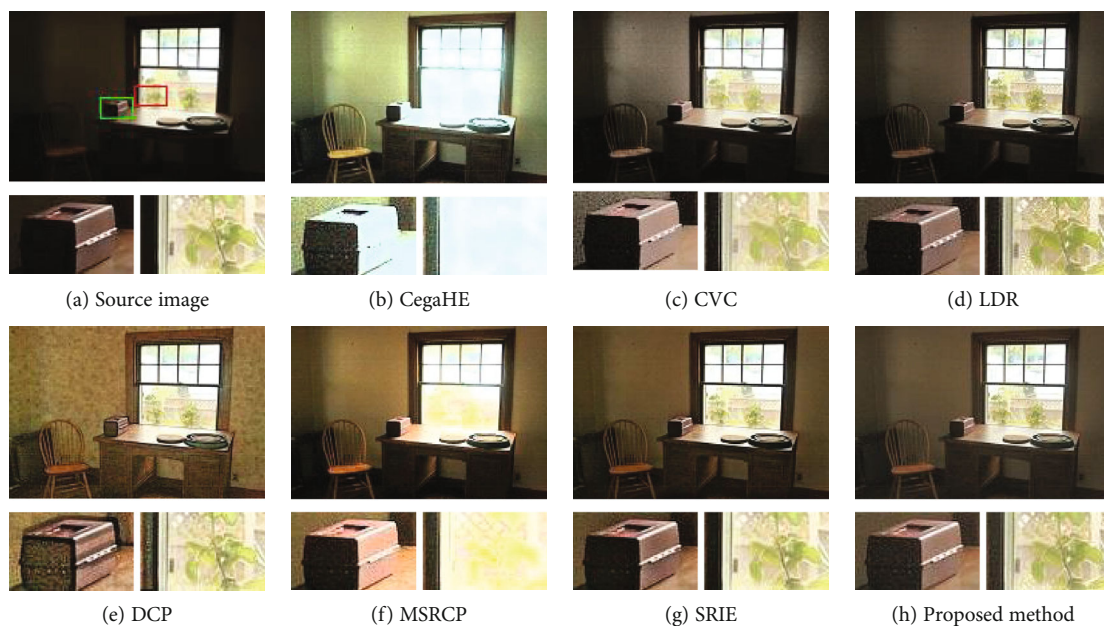 (a) Source image
(b) CegaHE
(c) CVC
(d) LDR
(e) DCP
(f) MSRCP
(g) SRIE
(h) Proposed method